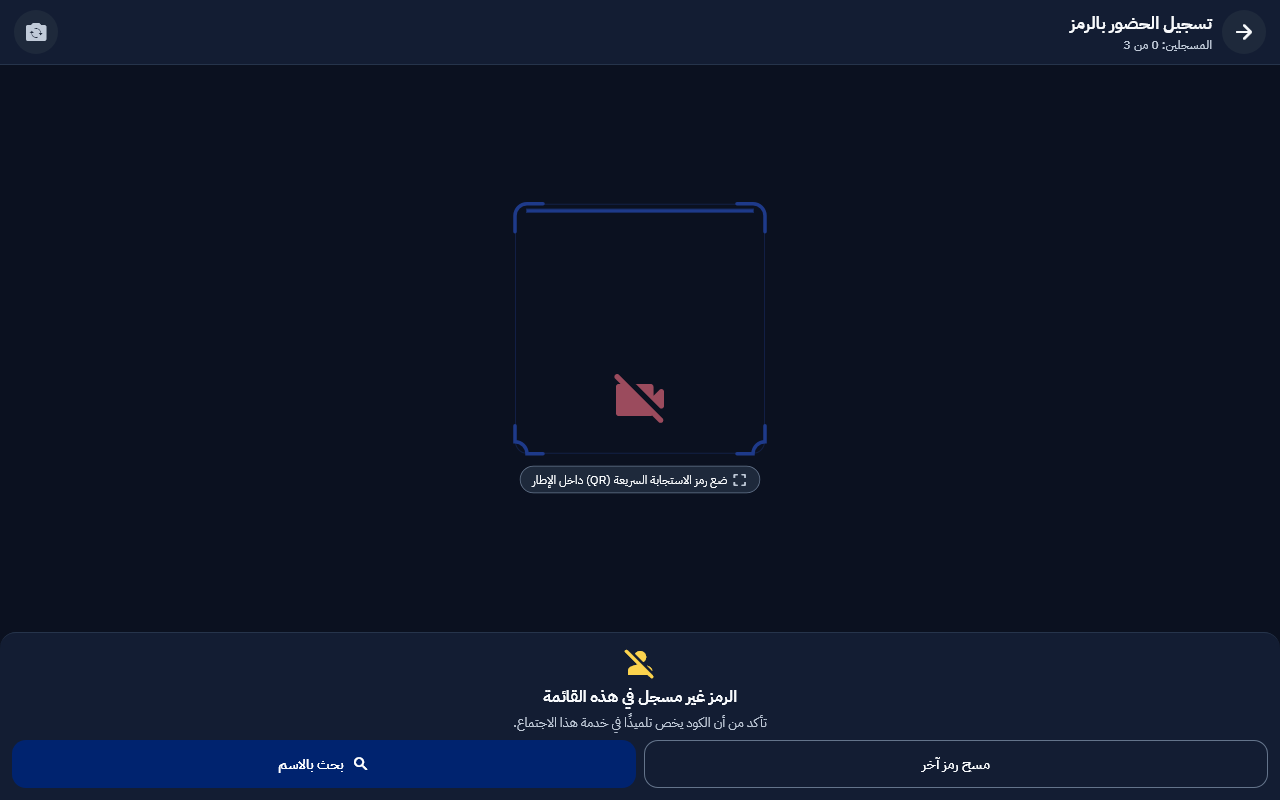 تسجيل الحضور بالرمز
المسجلين: 0 من 3
ضع رمز الاستجابة السريعة (QR) داخل الإطار
الرمز غير مسجل في هذه القائمة
تأكد من أن الكود يخص تلميذًا في خدمة هذا الاجتماع.
مسح رمز آخر
بحث بالاسم